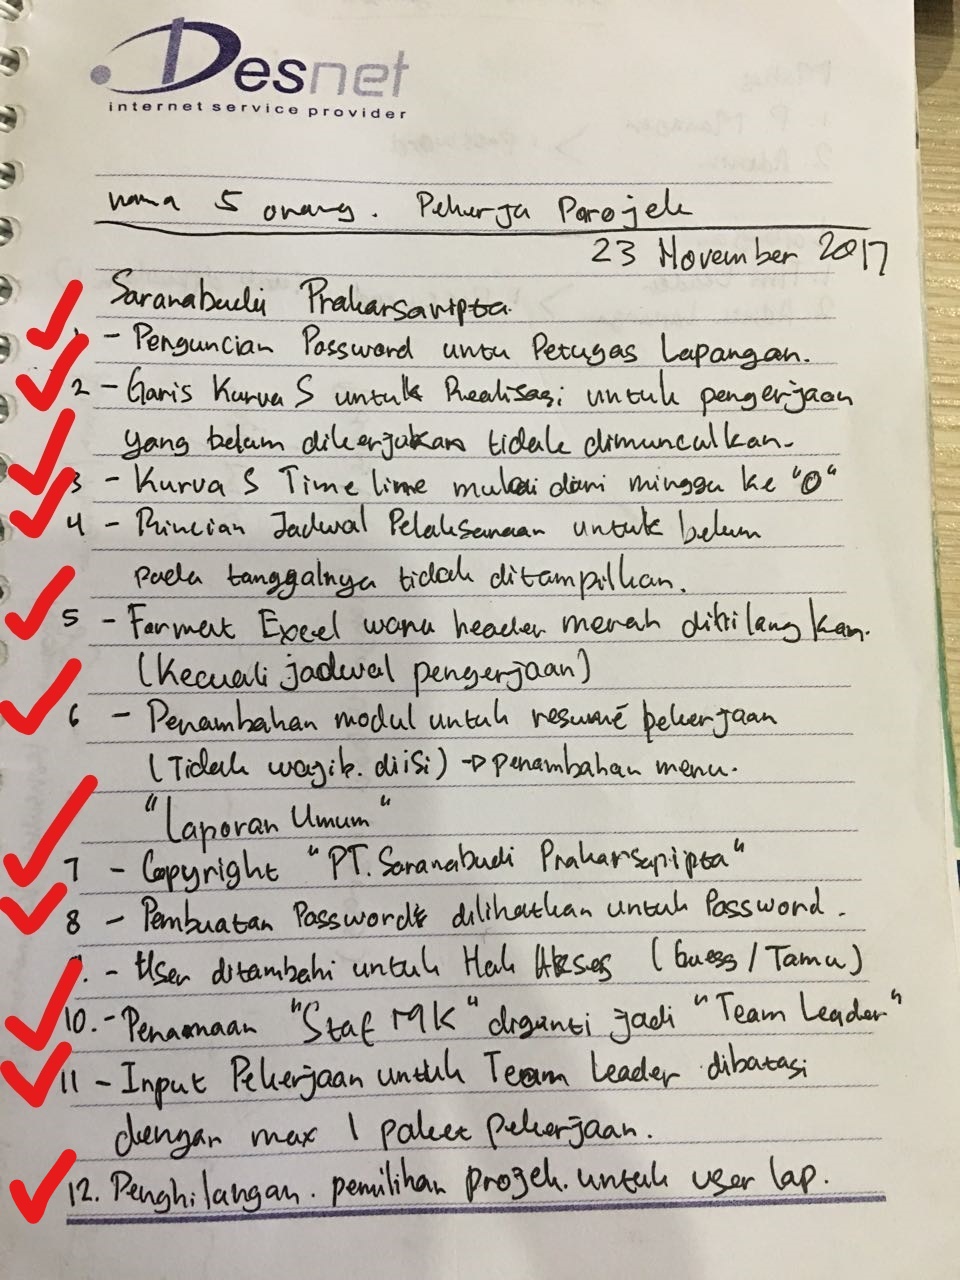 Desnet
internet service provider
nama 5 orang. Pekerja Parojek
23 November 2017
Saranabudi Prakarsaripta.
1 - Penguncian Password untu Petugas Lapangan.
2 - Garis Kurva S untuk Realisasi untuk pengerjaan
yang belum dikerjakan tidak dimunculkan.
3 - Kurva S Time line mulai dari minggu ke "0"
4 - Rincian Jadwal Pelaksanaan untuk belum
pada tanggalnya tidak ditampilkan.
5 - Format Excel warna header merah dihilangkan.
(Kecuali jadwal pengerjaan)
6 - Penambahan modul untuk resumé pekerjaan
(Tidak wajib. diisi) → penambahan menu.
"Laporan Umum"
7 - Copyright "PT. Saranabudi Prakarsaripta"
8 - Pembuatan Password dilihatkan untuk Password.
9. - User ditambahi untuk Hak Akses (Guess / Tamu)
10. - Penamaan "Staf MK" diganti jadi "Team Leader"
11 - Input Pekerjaan untuk Team Leader dibatasi
dengan max 1 paket pekerjaan.
12. Penghilangan. pemilihan projek. untuk user lap.